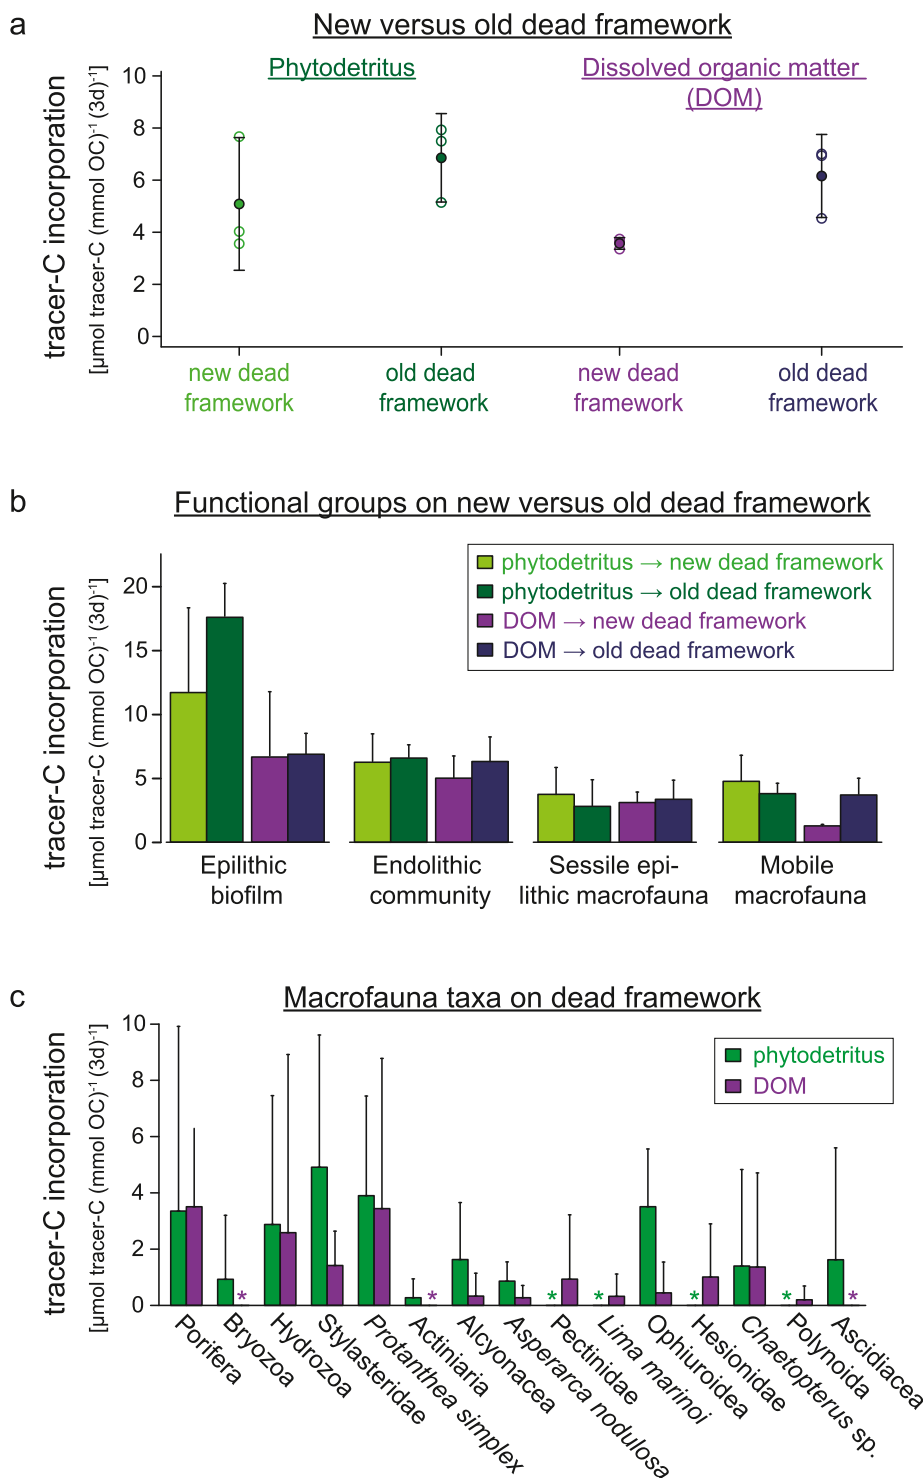 a
New versus old dead framework
Phytodetritus
Dissolved organic matter
(DOM)
tracer-C incorporation
[µmol tracer-C (mmol OC)⁻¹ (3d)⁻¹]
10
8
6
4
2
0
new dead
framework
old dead
framework
new dead
framework
old dead
framework
b
Functional groups on new versus old dead framework
tracer-C incorporation
[µmol tracer-C (mmol OC)⁻¹ (3d)⁻¹]
20
15
10
5
0
phytodetritus → new dead framework
phytodetritus → old dead framework
DOM → new dead framework
DOM → old dead framework
Epilithic
biofilm
Endolithic
community
Sessile epi-
lithic macrofauna
Mobile
macrofauna
c
Macrofauna taxa on dead framework
tracer-C incorporation
[µmol tracer-C (mmol OC)⁻¹ (3d)⁻¹]
10
8
6
4
2
0
phytodetritus
DOM
*
*
*
*
*
*
*
Porifera
Bryozoa
Hydrozoa
Stylasteridae
Protanthea simplex
Actiniaria
Alcyonacea
Asperarca nodulosa
Pectinidae
Lima marinoi
Ophiuroidea
Hesionidae
Chaetopterus sp.
Polynoida
Ascidiacea